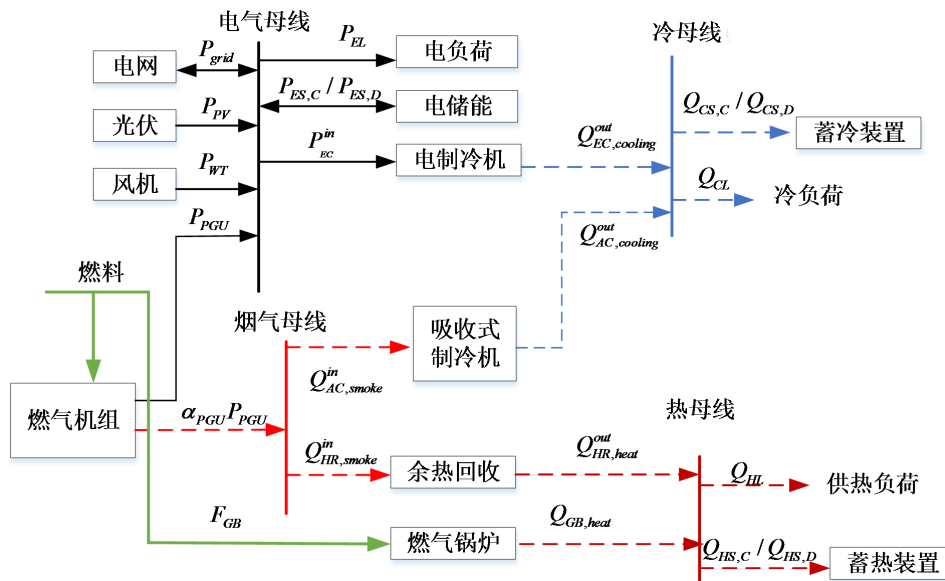 电气母线
冷母线
电网
P_grid
P_EL
电负荷
光伏
P_PV
P_ES,C / P_ES,D
电储能
Q_CS,C / Q_CS,D
蓄冷装置
风机
P_WT
P_EC^in
电制冷机
Q_EC,cooling^out
Q_CL
冷负荷
P_PGU
Q_AC,cooling^out
燃料
烟气母线
吸收式
制冷机
Q_AC,smoke^in
燃气机组
α_PGU P_PGU
热母线
Q_HR,smoke^in
余热回收
Q_HR,heat^out
Q_HL
供热负荷
F_GB
燃气锅炉
Q_GB,heat
Q_HS,C / Q_HS,D
蓄热装置